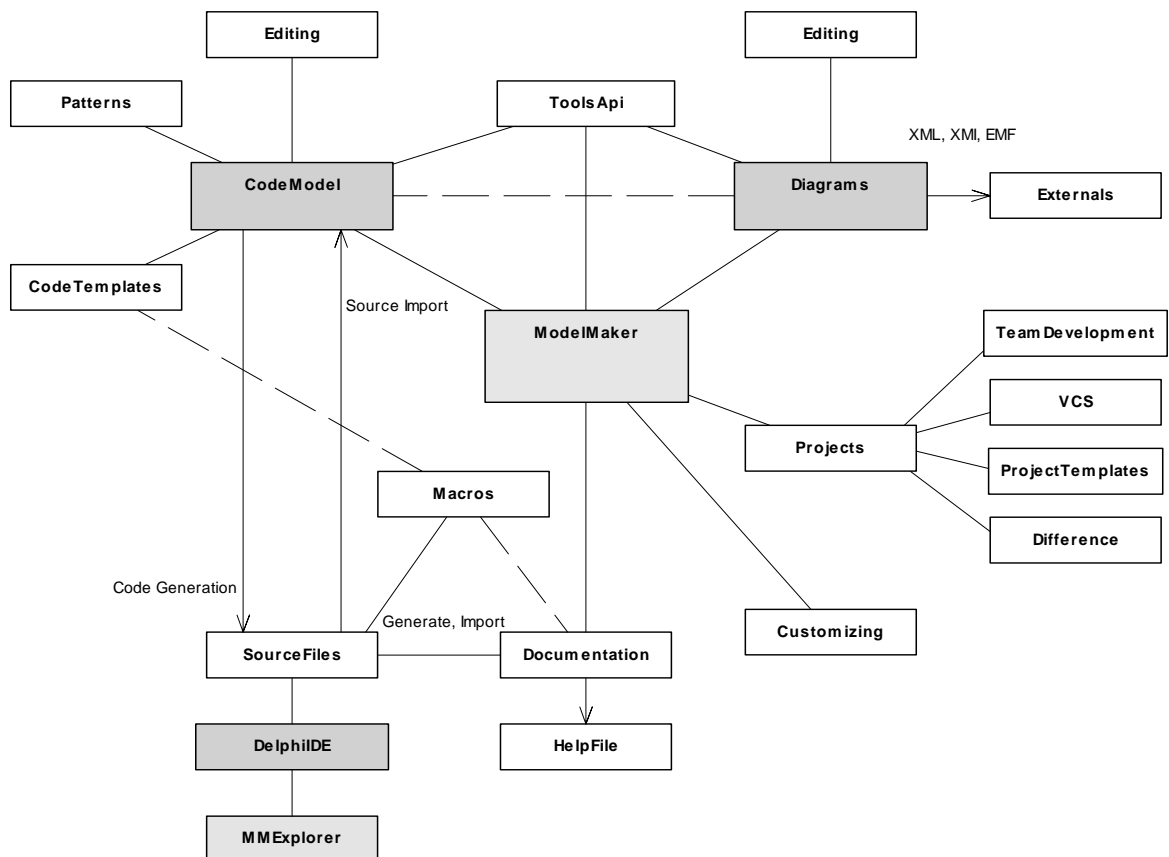 Editing
Editing
Patterns
ToolsApi
XML, XMI, EMF
CodeModel
Diagrams
Externals
CodeTemplates
Source Import
ModelMaker
TeamDevelopment
VCS
Projects
ProjectTemplates
Macros
Difference
Code Generation
Generate, Import
Customizing
SourceFiles
Documentation
DelphiIDE
HelpFile
MMExplorer